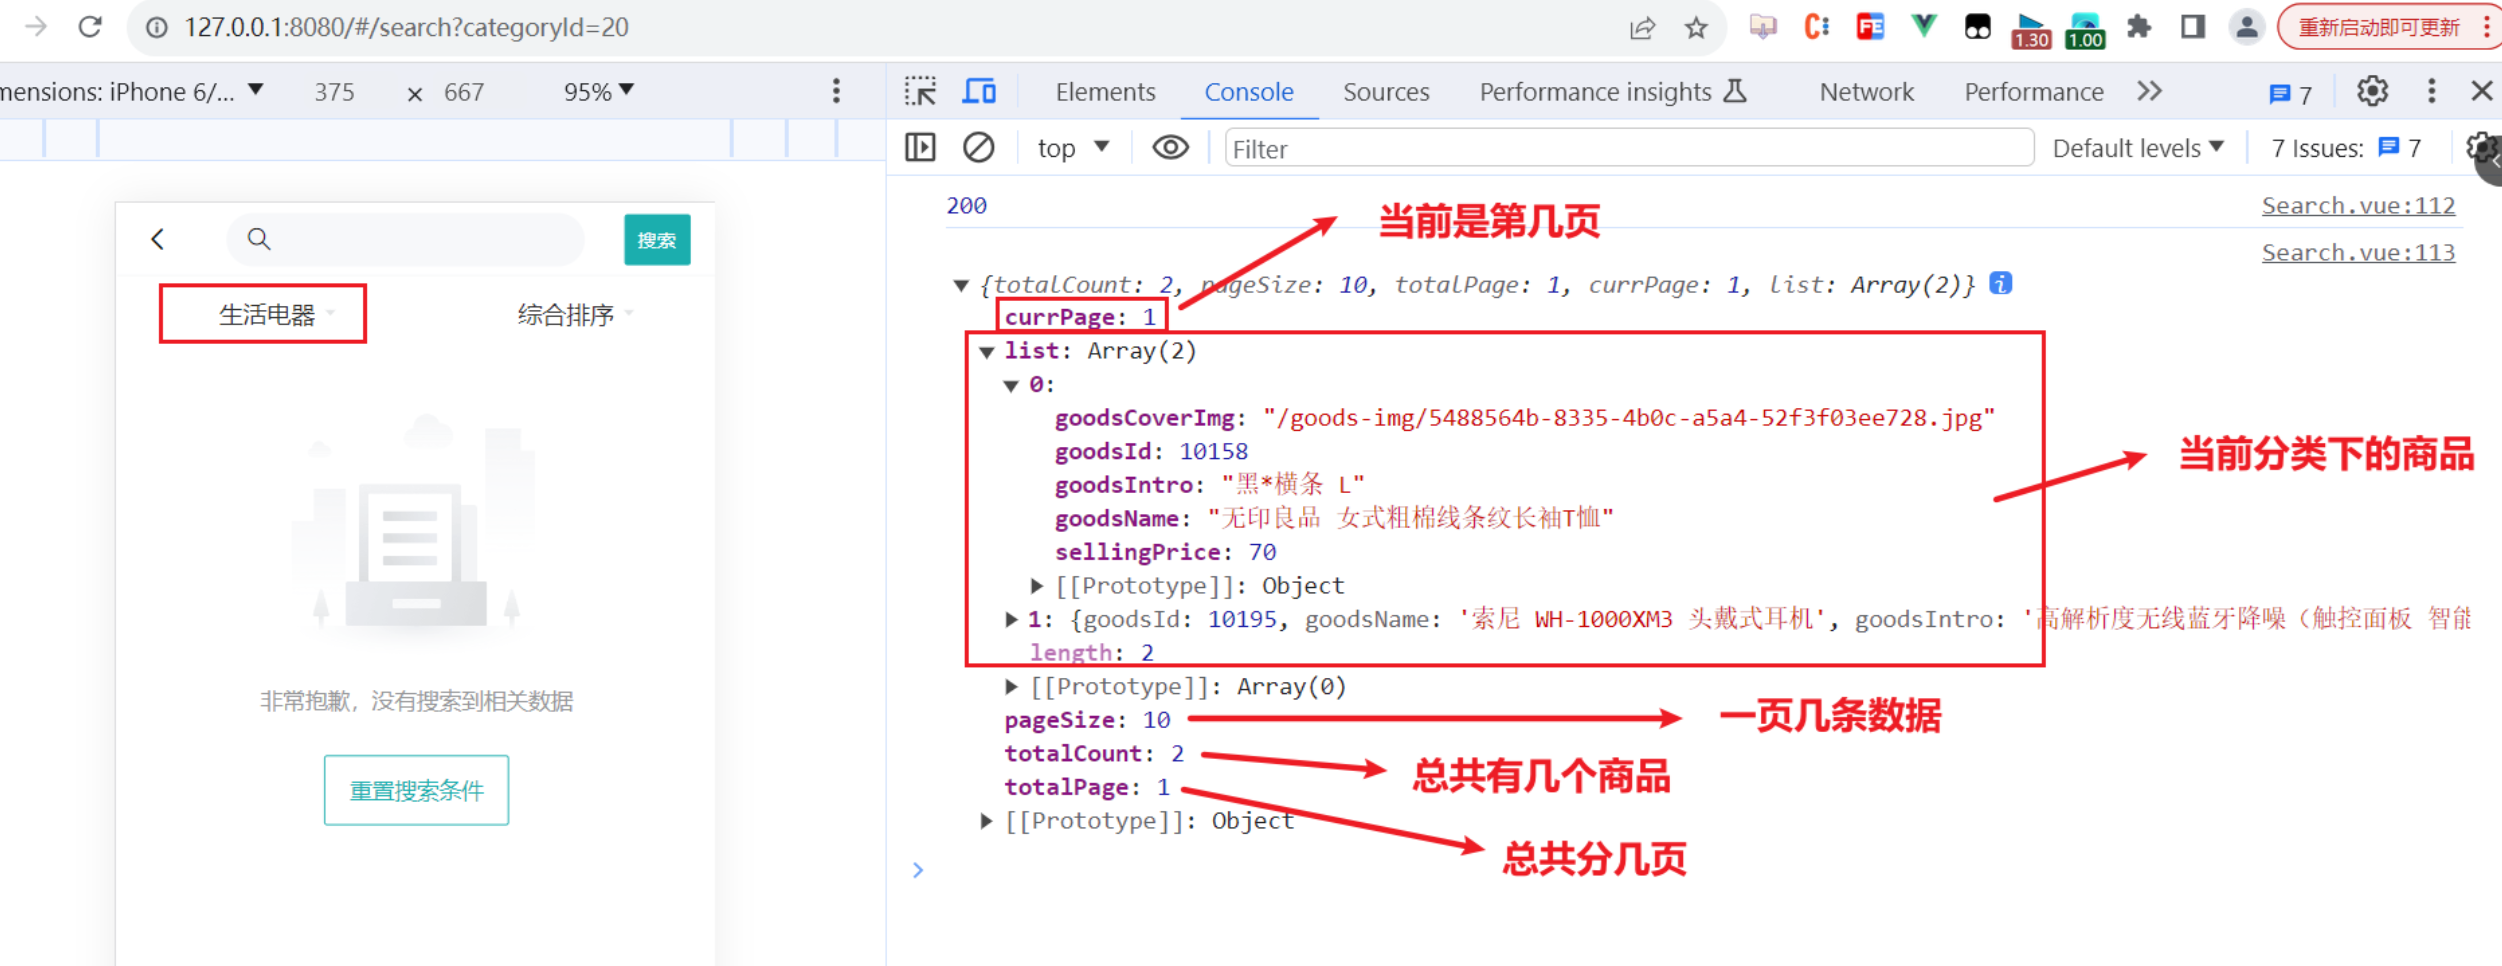 127.0.0.1:8080/#/search?categoryId=20
1.30
1.00
重新启动即可更新
mensions: iPhone 6/... ▼ 375 × 667 95% ▼
Elements Console Sources Performance insights Network Performance 7
top ▼ Filter Default levels ▼ 7 Issues: 7
搜索
生活电器
综合排序
非常抱歉，没有搜索到相关数据
重置搜索条件
200 Search.vue:112
当前是第几页
Search.vue:113
▼ {totalCount: 2, pageSize: 10, totalPage: 1, currPage: 1, list: Array(2)} i
currPage: 1
▼ list: Array(2)
▼ 0:
goodsCoverImg: "/goods-img/5488564b-8335-4b0c-a5a4-52f3f03ee728.jpg"
goodsId: 10158
当前分类下的商品
goodsIntro: "黑*横条 L"
goodsName: "无印良品 女式粗棉线条纹长袖T恤"
sellingPrice: 70
▶ [[Prototype]]: Object
▶ 1: {goodsId: 10195, goodsName: '索尼 WH-1000XM3 头戴式耳机', goodsIntro: '高解析度无线蓝牙降噪（触控面板 智能
length: 2
▶ [[Prototype]]: Array(0)
pageSize: 10
一页几条数据
totalCount: 2
总共有几个商品
totalPage: 1
▶ [[Prototype]]: Object
总共分几页